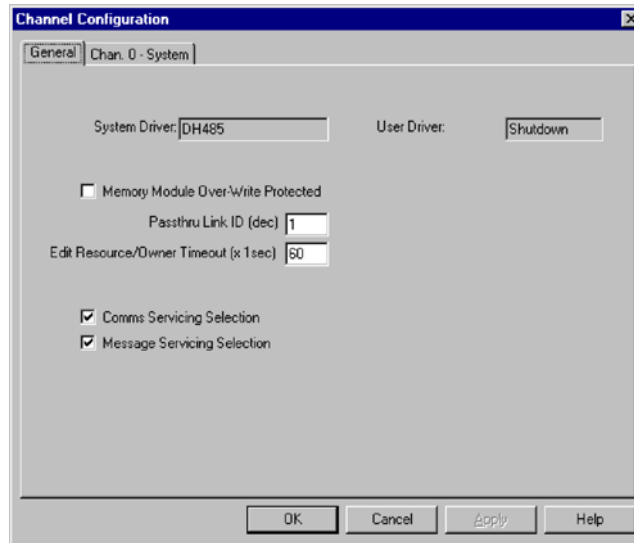 Channel Configuration
General Chan. 0 - System
System Driver: DH485 User Driver: Shutdown
Memory Module Over-Write Protected
Passthru Link ID (dec) 1
Edit Resource/Owner Timeout (x 1sec) 60
Comms Servicing Selection
Message Servicing Selection
OK Cancel Apply Help